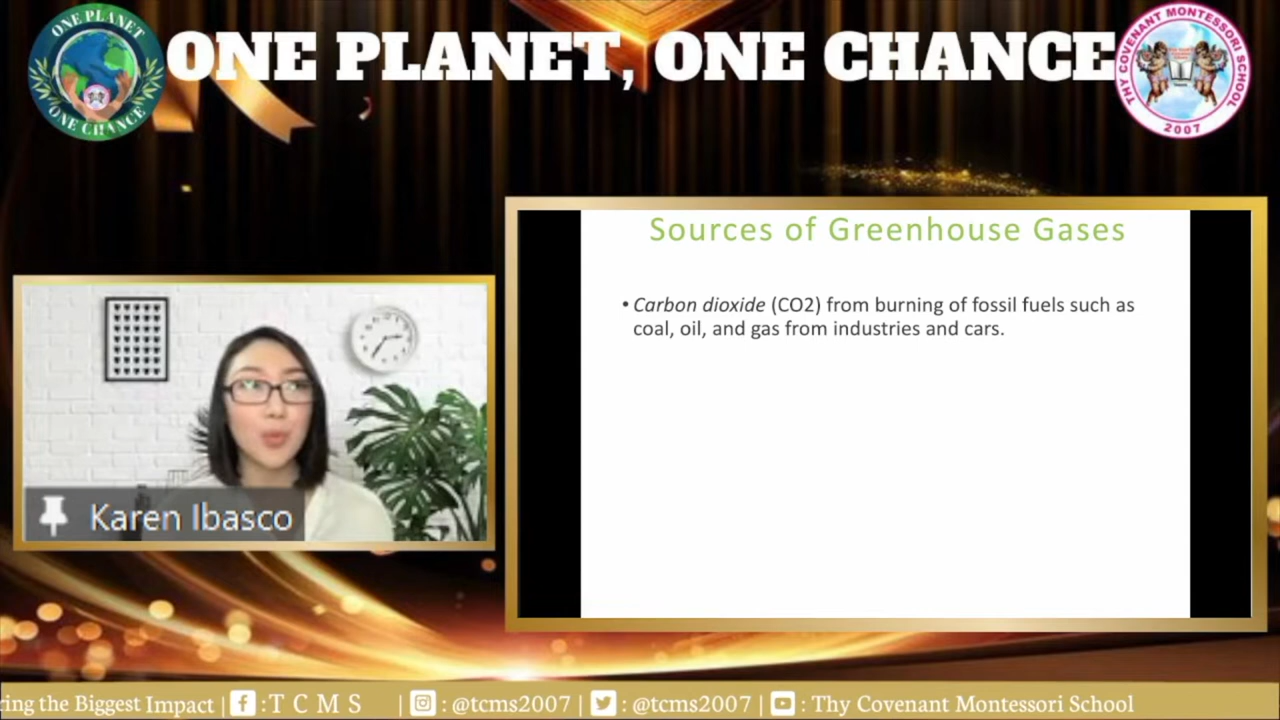 ONE PLANET
ONE CHANCE
ONE PLANET, ONE CHANCE
THY COVENANT MONTESSORI SCHOOL
2007
Sources of Greenhouse Gases
• Carbon dioxide (CO2) from burning of fossil fuels such as
coal, oil, and gas from industries and cars.
Karen Ibasco
ring the Biggest Impact | : T C M S | : @tcms2007 | : @tcms2007 | : Thy Covenant Montessori School